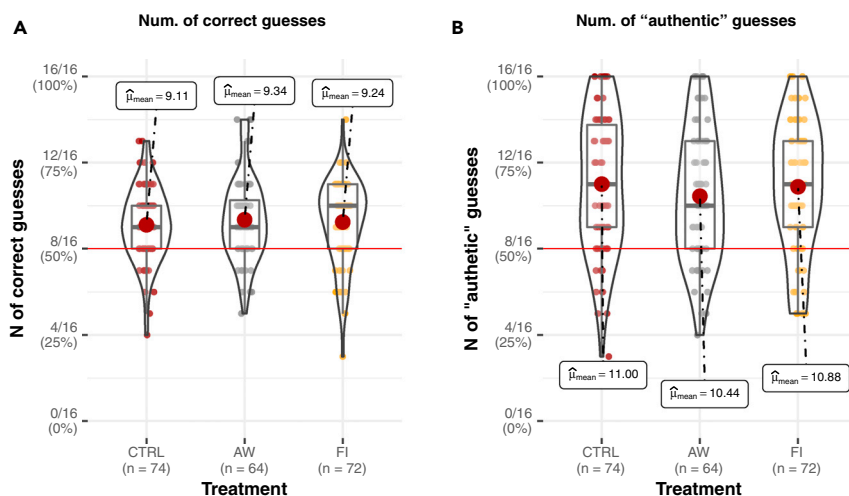 A
Num. of correct guesses
N of correct guesses
16/16
(100%)
12/16
(75%)
8/16
(50%)
4/16
(25%)
0/16
(0%)
μ̂mean = 9.11
μ̂mean = 9.34
μ̂mean = 9.24
CTRL
(n = 74)
AW
(n = 64)
FI
(n = 72)
Treatment
B
Num. of “authentic” guesses
N of "authetic" guesses
16/16
(100%)
12/16
(75%)
8/16
(50%)
4/16
(25%)
0/16
(0%)
μ̂mean = 11.00
μ̂mean = 10.44
μ̂mean = 10.88
CTRL
(n = 74)
AW
(n = 64)
FI
(n = 72)
Treatment